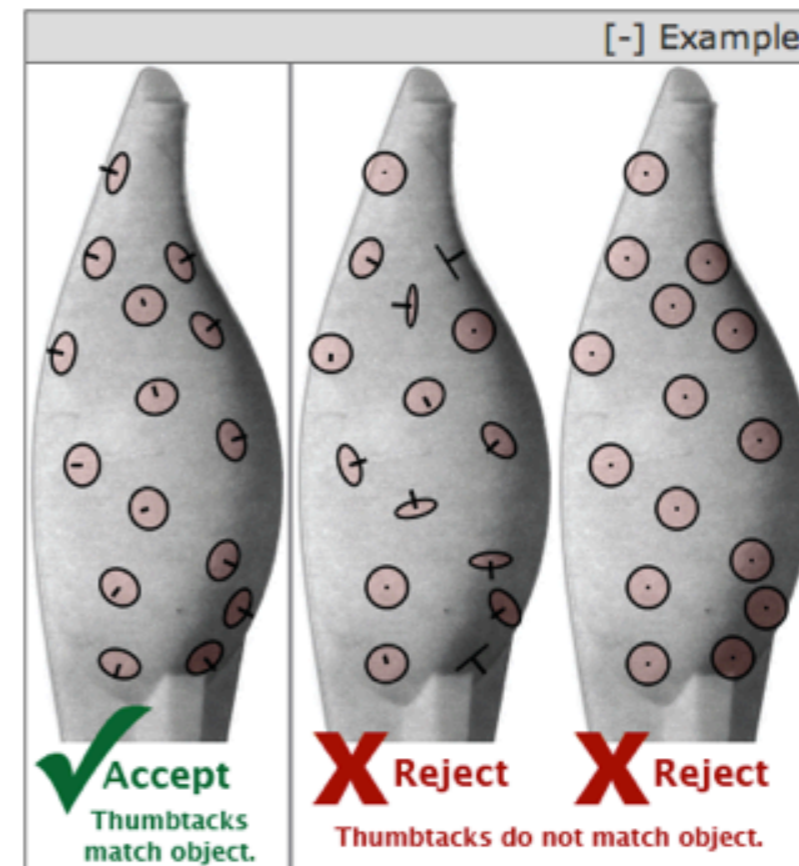 [-] Example
Accept
Thumbtacks
match object.
X Reject
X Reject
Thumbtacks do not match object.